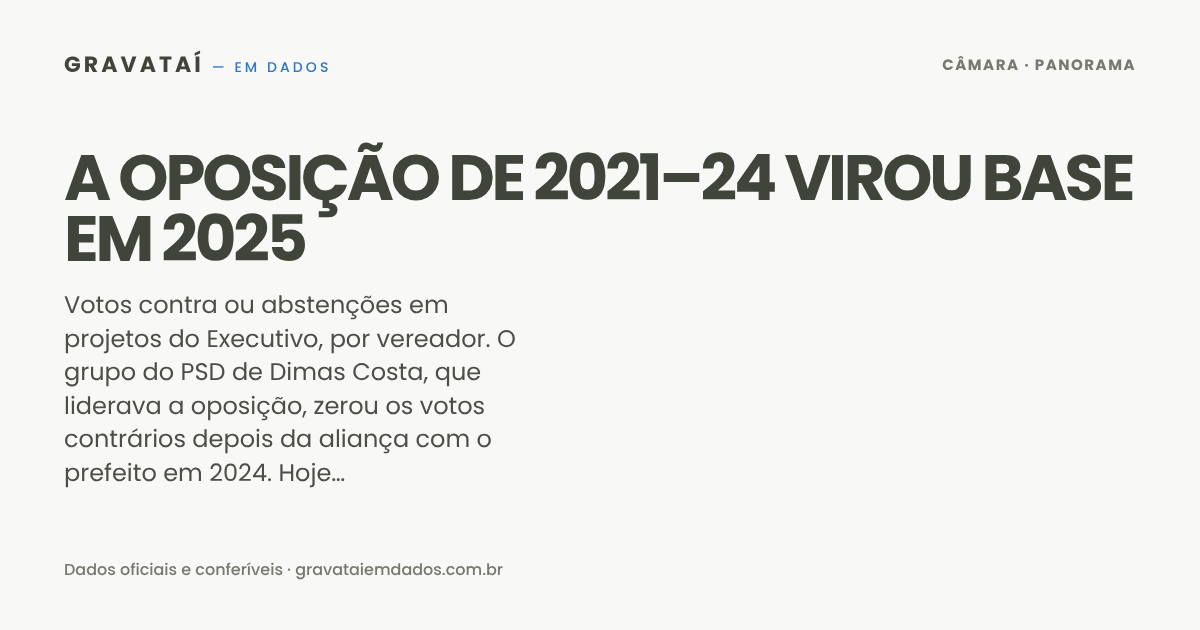 GRAVATAÍ — EM DADOS
CÂMARA · PANORAMA
A OPOSIÇÃO DE 2021–24 VIROU BASE
EM 2025
Votos contra ou abstenções em
projetos do Executivo, por vereador. O
grupo do PSD de Dimas Costa, que
liderava a oposição, zerou os votos
contrários depois da aliança com o
prefeito em 2024. Hoje…
Dados oficiais e conferíveis · gravataiemdados.com.br